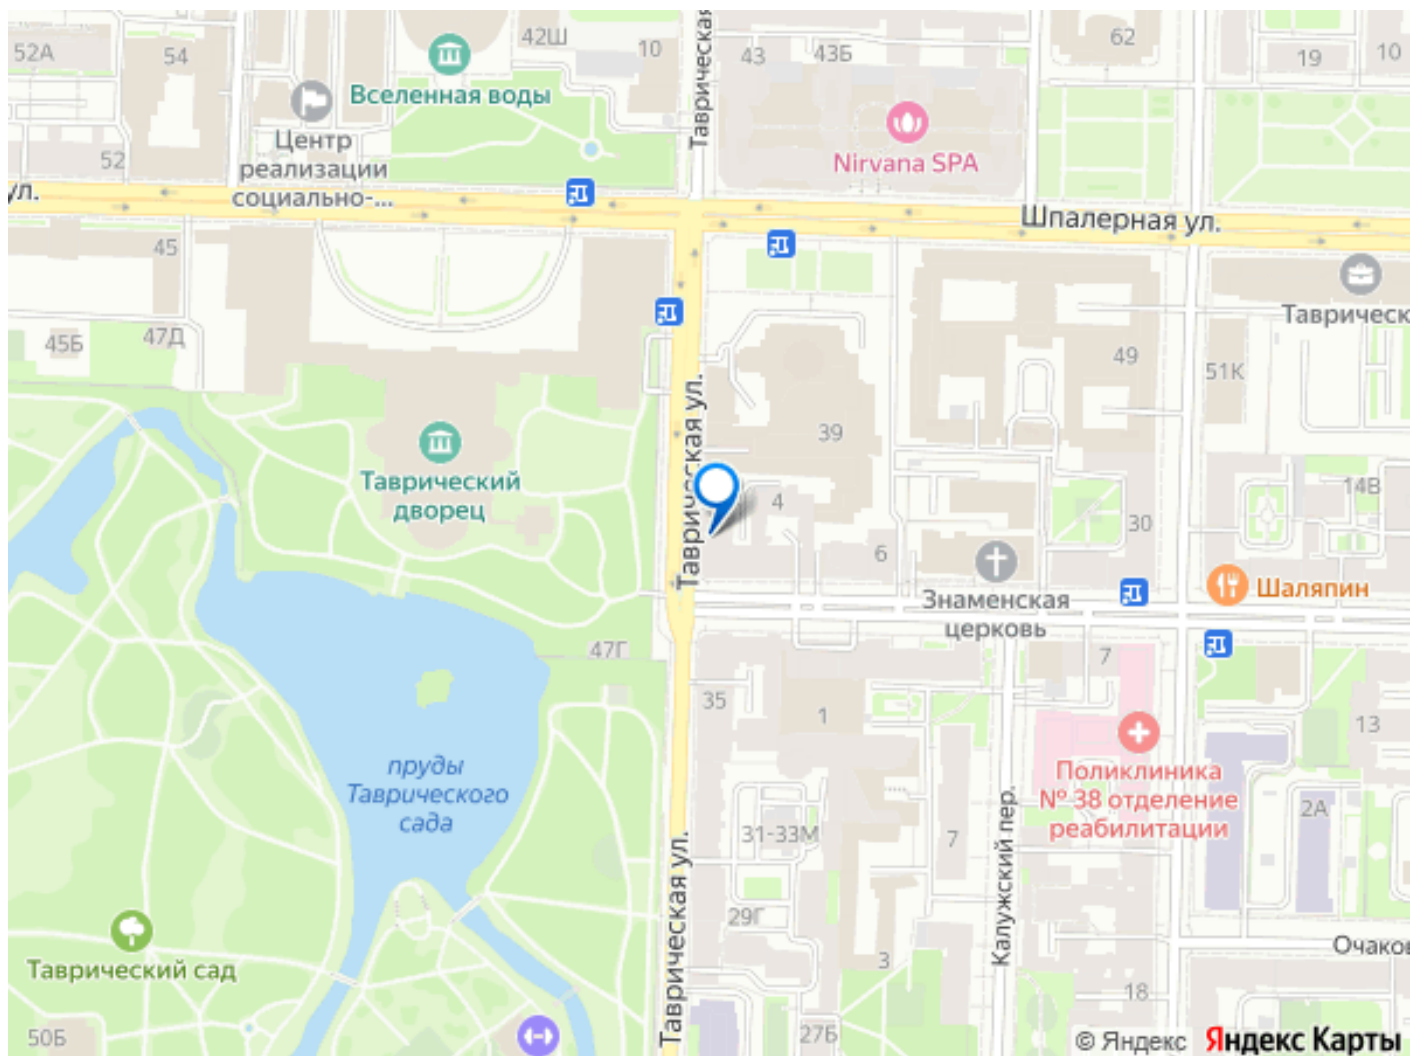 52А
54
42Ш
10
Таврическая
43
43Б
62
19
10
Вселенная воды
Центр
реализации
социально-...
52
Nirvana SPA
ул.
Шпалерная ул.
45
45Б
47Д
Таврическ
49
51К
Таврическая ул.
39
Таврический
дворец
4
14В
30
6
Знаменская
церковь
Шаляпин
47Г
7
35
1
13
пруды
Таврического
сада
Поликлиника
№ 38 отделение
реабилитации
2А
31-33М
7
Калужский пер.
Таврическая ул.
29Г
Таврический сад
Очаков
3
18
50Б
27Б
© Яндекс Яндекс Карты